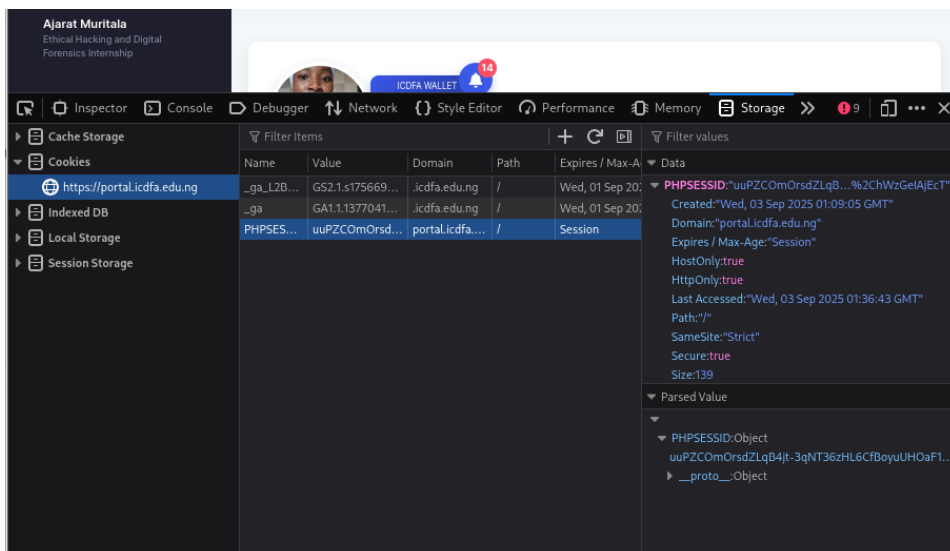 Ajarat Muritala
Ethical Hacking and Digital
Forensics Internship
14
ICDFA WALLET
Inspector Console Debugger Network {} Style Editor Performance Memory Storage 9
Cache Storage
Cookies
https://portal.icdfa.edu.ng
Indexed DB
Local Storage
Session Storage
Filter Items
Name Value Domain Path Expires / Max-A
_ga_L2B... GS2.1.s175669... .icdfa.edu.ng / Wed, 01 Sep 202
_ga GA1.1.1377041... .icdfa.edu.ng / Wed, 01 Sep 202
PHPSES... uuPZCOmOrsd... portal.icdfa.... / Session
Filter values
Data
PHPSESSID:"uuPZCOmOrsdZLqB...%2ChWzGelAjEcT"
Created:"Wed, 03 Sep 2025 01:09:05 GMT"
Domain:"portal.icdfa.edu.ng"
Expires / Max-Age:"Session"
HostOnly:true
HttpOnly:true
Last Accessed:"Wed, 03 Sep 2025 01:36:43 GMT"
Path:"/"
SameSite:"Strict"
Secure:true
Size:139
Parsed Value
PHPSESSID:Object
uuPZCOmOrsdZLqB4jt-3qNT36zHL6CfBoyuUHOaF1...
__proto__:Object